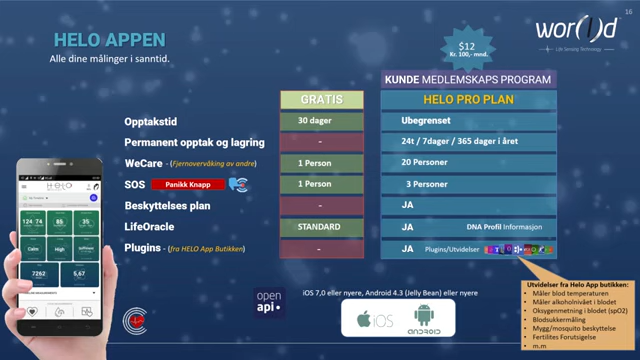 16
wor(l)d
Life Sensing Technology
HELO APPEN
Alle dine målinger i sanntid.
$12
Kr. 100,- mnd.
KUNDE MEDLEMSKAPS PROGRAM
GRATIS
HELO PRO PLAN
Opptakstid
30 dager
Ubegrenset
Permanent opptak og lagring
-
24t / 7dager / 365 dager i året
WeCare - (Fjernovervåking av andre)
1 Person
20 Personer
SOS
Panikk Knapp
1 Person
3 Personer
Beskyttelses plan
-
JA
LifeOracle
STANDARD
JA
DNA Profil Informasjon
Plugins - (fra HELO App Butikken)
-
JA
Plugins/Utvidelser
HELO
124
74
85
35
Calm
High
7262
5,67
open
api
iOS 7,0 eller nyere, Android 4.3 (Jelly Bean) eller nyere
iOS
ANDROID
Utvidelser fra Helo App butikken:
• Måler blod temperaturen
• Måler alkoholnivået i blodet
• Oksygenmetning i blodet (spO2)
• Blodsukkermåling
• Mygg/mosquito beskyttelse
• Fertilites Forutsigelse
• m.m